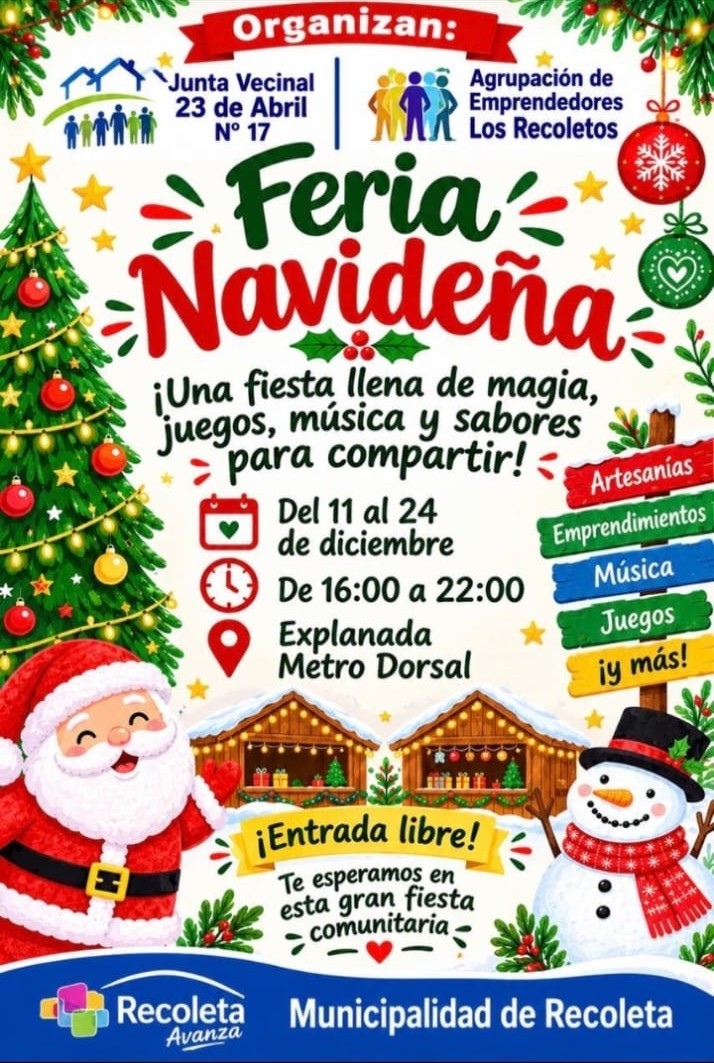 Organizan:
Junta Vecinal
23 de Abril
Nº 17
Agrupación de
Emprendedores
Los Recoletos
Feria
Navideña
¡Una fiesta llena de magia,
juegos, música y sabores
para compartir!
Del 11 al 24
de diciembre
De 16:00 a 22:00
Explanada
Metro Dorsal
Artesanías
Emprendimientos
Música
Juegos
¡y más!
¡Entrada libre!
Te esperamos en
esta gran fiesta
comunitaria
Recoleta
Avanza
Municipalidad de Recoleta